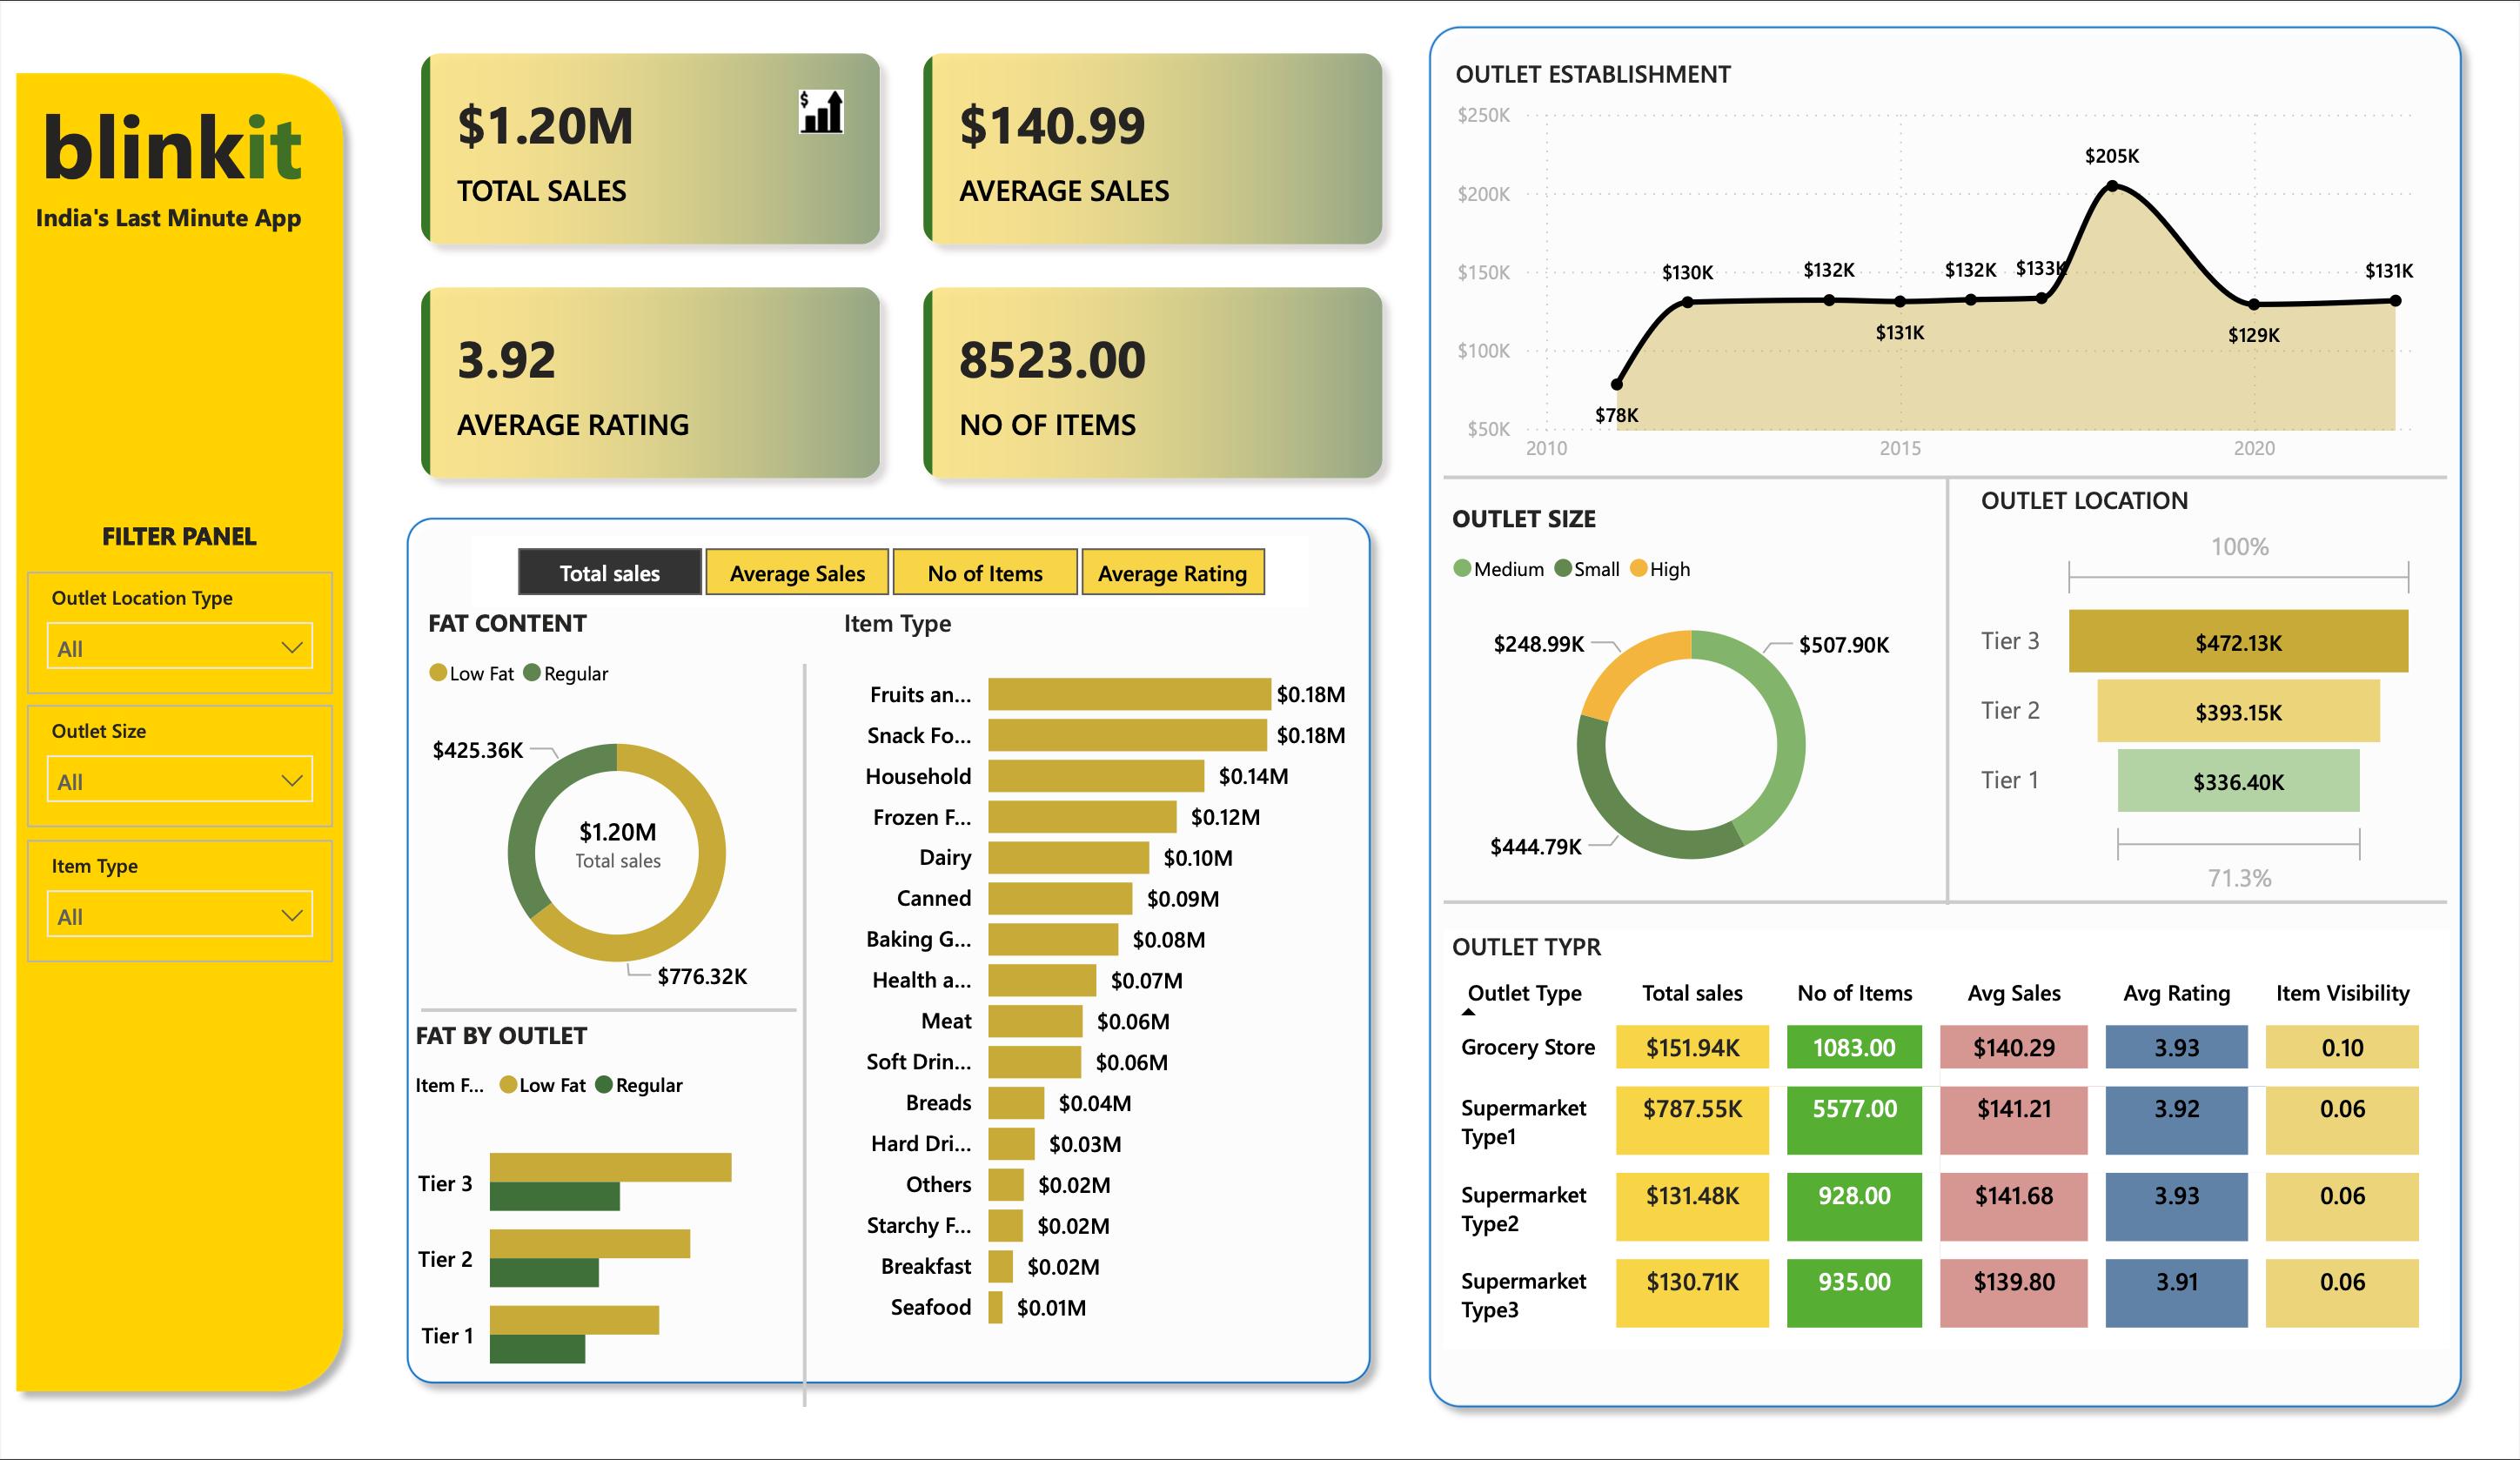 blinkit
India's Last Minute App
FILTER PANEL
Outlet Location Type
All
Outlet Size
All
Item Type
All
$1.20M
TOTAL SALES
$
$140.99
AVERAGE SALES
3.92
AVERAGE RATING
8523.00
NO OF ITEMS
Total sales
Average Sales
No of Items
Average Rating
FAT CONTENT
Low Fat Regular
$425.36K
$1.20M
Total sales
$776.32K
FAT BY OUTLET
Item F... Low Fat Regular
Tier 3
Tier 2
Tier 1
Item Type
Fruits an... $0.18M
Snack Fo... $0.18M
Household $0.14M
Frozen F... $0.12M
Dairy $0.10M
Canned $0.09M
Baking G... $0.08M
Health a... $0.07M
Meat $0.06M
Soft Drin... $0.06M
Breads $0.04M
Hard Dri... $0.03M
Others $0.02M
Starchy F... $0.02M
Breakfast $0.02M
Seafood $0.01M
OUTLET ESTABLISHMENT
$250K
$200K
$150K
$100K
$50K
$78K
$130K
$132K
$131K
$132K
$133K
$205K
$129K
$131K
2010 2015 2020
OUTLET SIZE
Medium Small High
$248.99K
$507.90K
$444.79K
OUTLET LOCATION
100%
Tier 3 $472.13K
Tier 2 $393.15K
Tier 1 $336.40K
71.3%
OUTLET TYPR
Outlet Type Total sales No of Items Avg Sales Avg Rating Item Visibility
Grocery Store $151.94K 1083.00 $140.29 3.93 0.10
Supermarket $787.55K 5577.00 $141.21 3.92 0.06
Type1
Supermarket $131.48K 928.00 $141.68 3.93 0.06
Type2
Supermarket $130.71K 935.00 $139.80 3.91 0.06
Type3